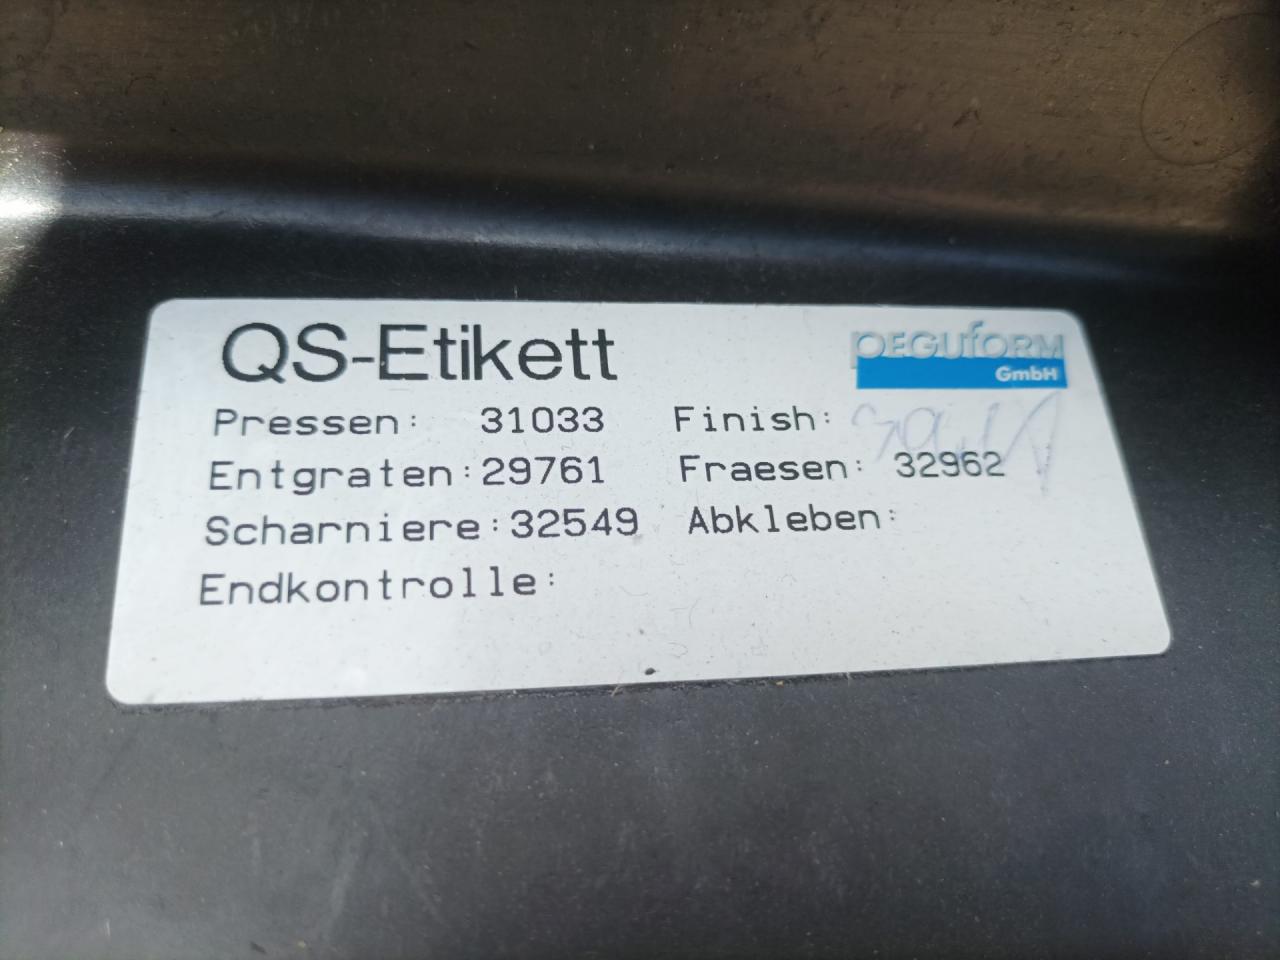 QS-Etikett
PEGUfORM
GmbH
Pressen: 31033 Finish:
Entgraten:29761 Fraesen: 32962
Scharniere:32549 Abkleben:
Endkontrolle: